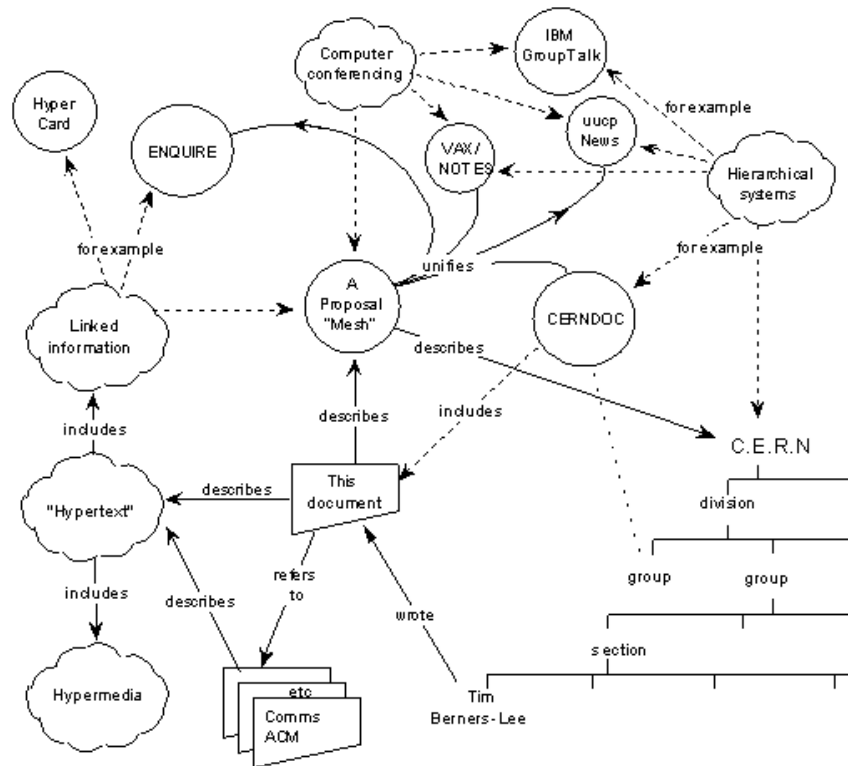 IBM
GroupTalk
Computer
conferencing
Hyper
Card
for example
uucp
News
ENQUIRE
VAX/
NOTES
Hierarchical
systems
for example
for example
unifies
A
Proposal
"Mesh"
Linked
information
CERNDOC
describes
describes
includes
includes
C.E.R.N
This
document
describes
"Hypertext"
division
refers
to
group
group
includes
describes
wrote
section
Hypermedia
etc
Tim
Berners-Lee
Comms
ACM